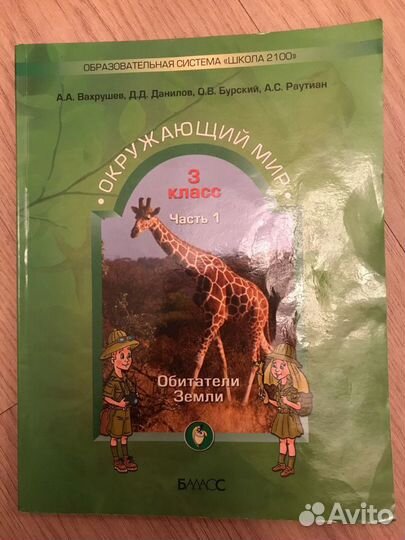 ОБРАЗОВАТЕЛЬНАЯ СИСТЕМА «ШКОЛА 2100»
А.А. Вахрушев, Д.Д. Данилов, О.В. Бурский, А.С. Раутиан
• ОКРУЖАЮЩИЙ МИР •
3
класс
Часть 1
Обитатели
Земли
БАЛАСС
Avito